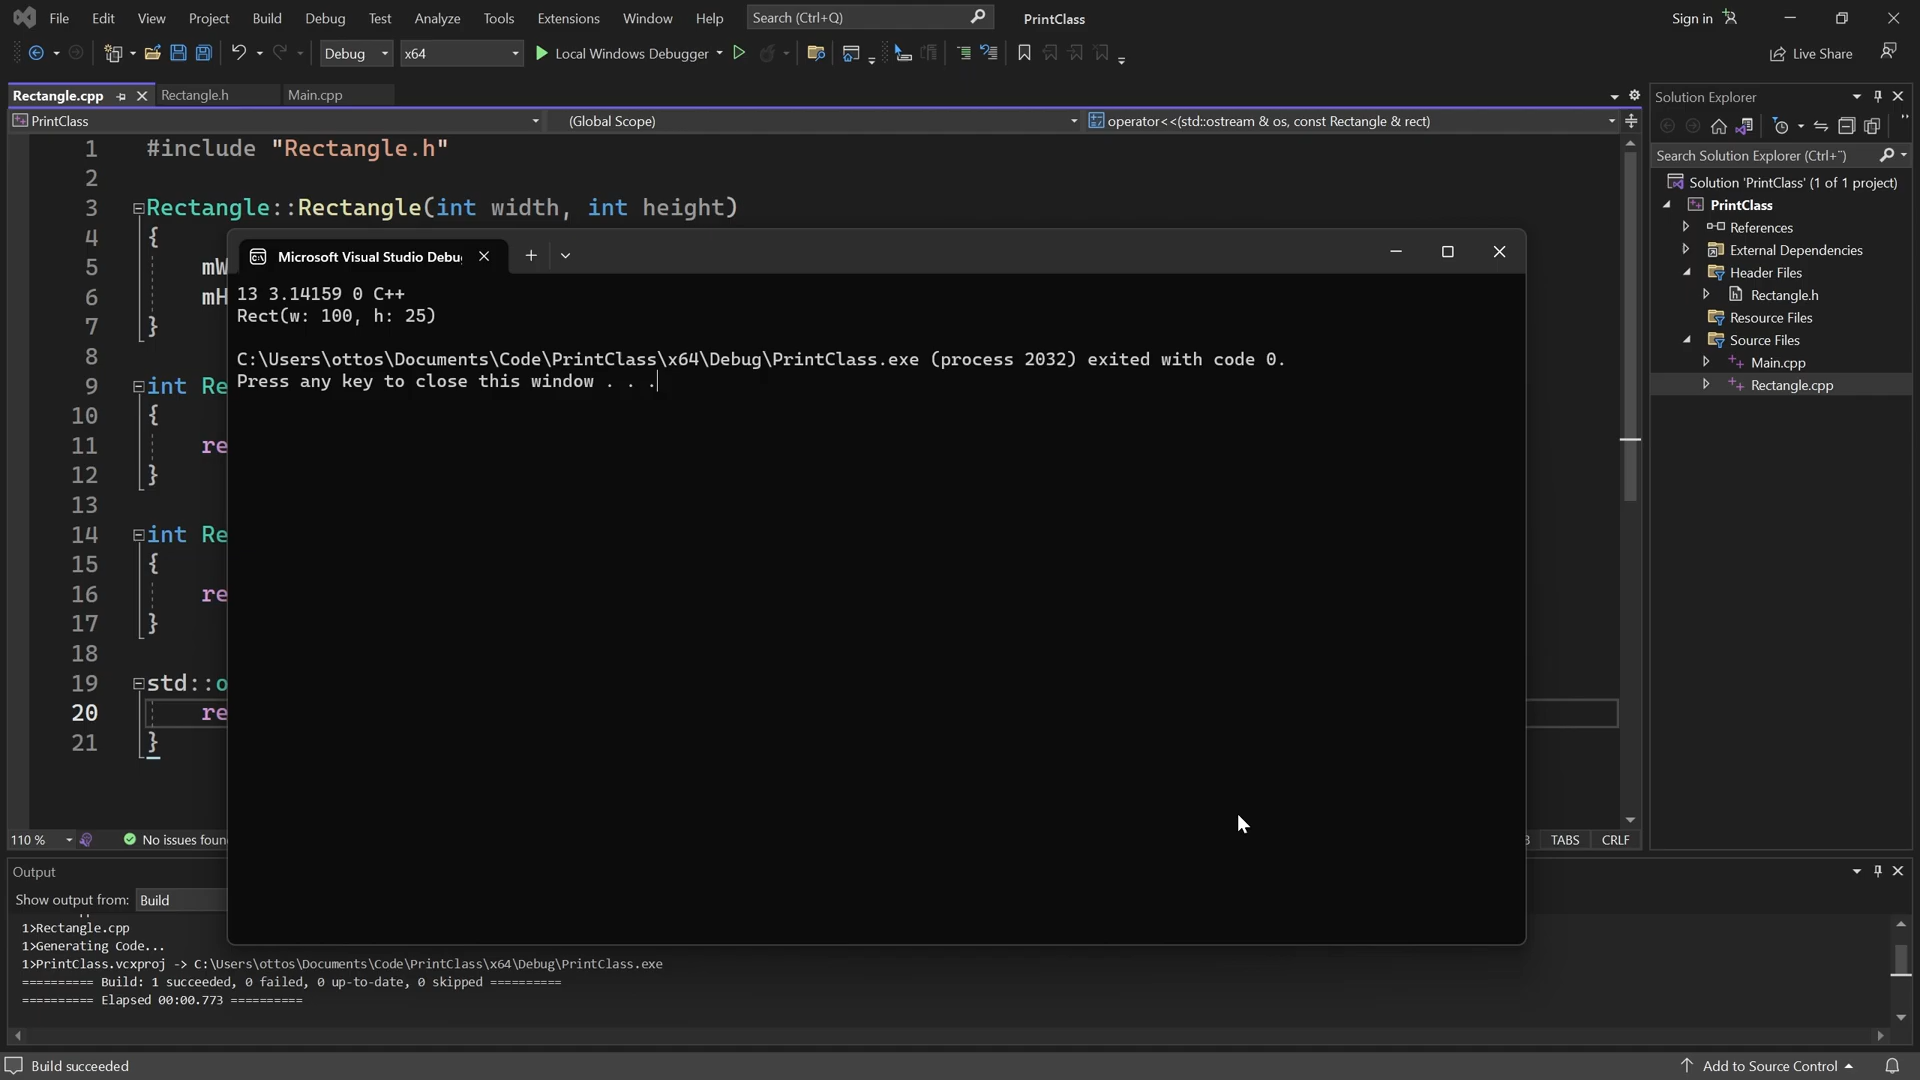 File Edit View Project Build Debug Test Analyze Tools Extensions Window Help Search (Ctrl+Q) PrintClass Sign in
Debug x64 Local Windows Debugger Live Share
Rectangle.cpp Rectangle.h Main.cpp
PrintClass (Global Scope) operator<<(std::ostream & os, const Rectangle & rect)
1 #include "Rectangle.h"
2
3 Rectangle::Rectangle(int width, int height)
4 {
5 mW
6 mH
7 }
8
9 int Re
10 {
11 re
12 }
13
14 int Re
15 {
16 re
17 }
18
19 std::o
20 re
21 }
Microsoft Visual Studio Debu
13 3.14159 0 C++
Rect(w: 100, h: 25)
C:\Users\ottos\Documents\Code\PrintClass\x64\Debug\PrintClass.exe (process 2032) exited with code 0.
Press any key to close this window . . .
110 % No issues foun TABS CRLF
Solution Explorer
Search Solution Explorer (Ctrl+¨)
Solution 'PrintClass' (1 of 1 project)
PrintClass
References
External Dependencies
Header Files
Rectangle.h
Resource Files
Source Files
Main.cpp
Rectangle.cpp
Output
Show output from: Build
1>Rectangle.cpp
1>Generating Code...
1>PrintClass.vcxproj -> C:\Users\ottos\Documents\Code\PrintClass\x64\Debug\PrintClass.exe
========== Build: 1 succeeded, 0 failed, 0 up-to-date, 0 skipped ==========
========== Elapsed 00:00.773 ==========
Build succeeded Add to Source Control